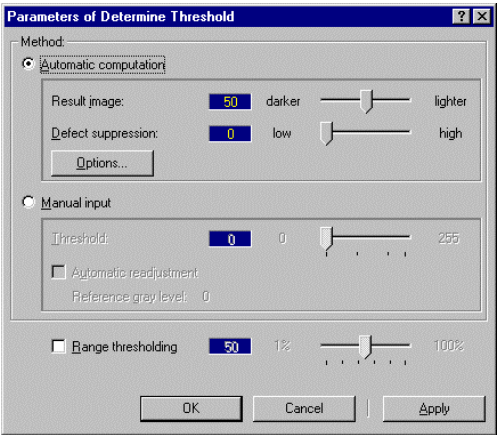 Parameters of Determine Threshold
Method:
Automatic computation
Result image: 50 darker lighter
Defect suppression: 0 low high
Options...
Manual input
Threshold: 0 0 255
Automatic readjustment
Reference gray level: 0
Range thresholding 50 1% 100%
OK Cancel Apply